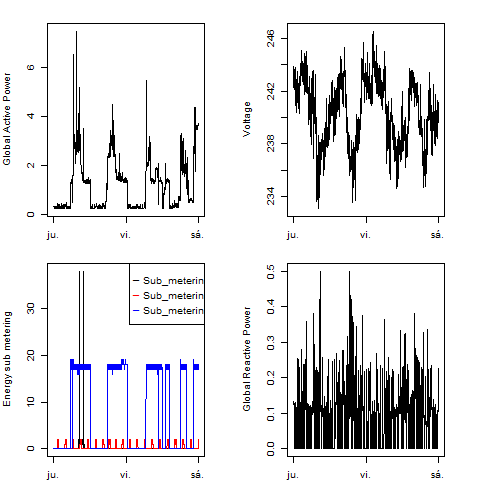 Global Active Power
0
2
4
6
ju.
vi.
sá.
Voltage
234
238
242
246
ju.
vi.
sá.
Energy sub metering
0
10
20
30
ju.
vi.
sá.
Sub_meterin
Sub_meterin
Sub_meterin
Global Reactive Power
0.0
0.1
0.2
0.3
0.4
0.5
ju.
vi.
sá.